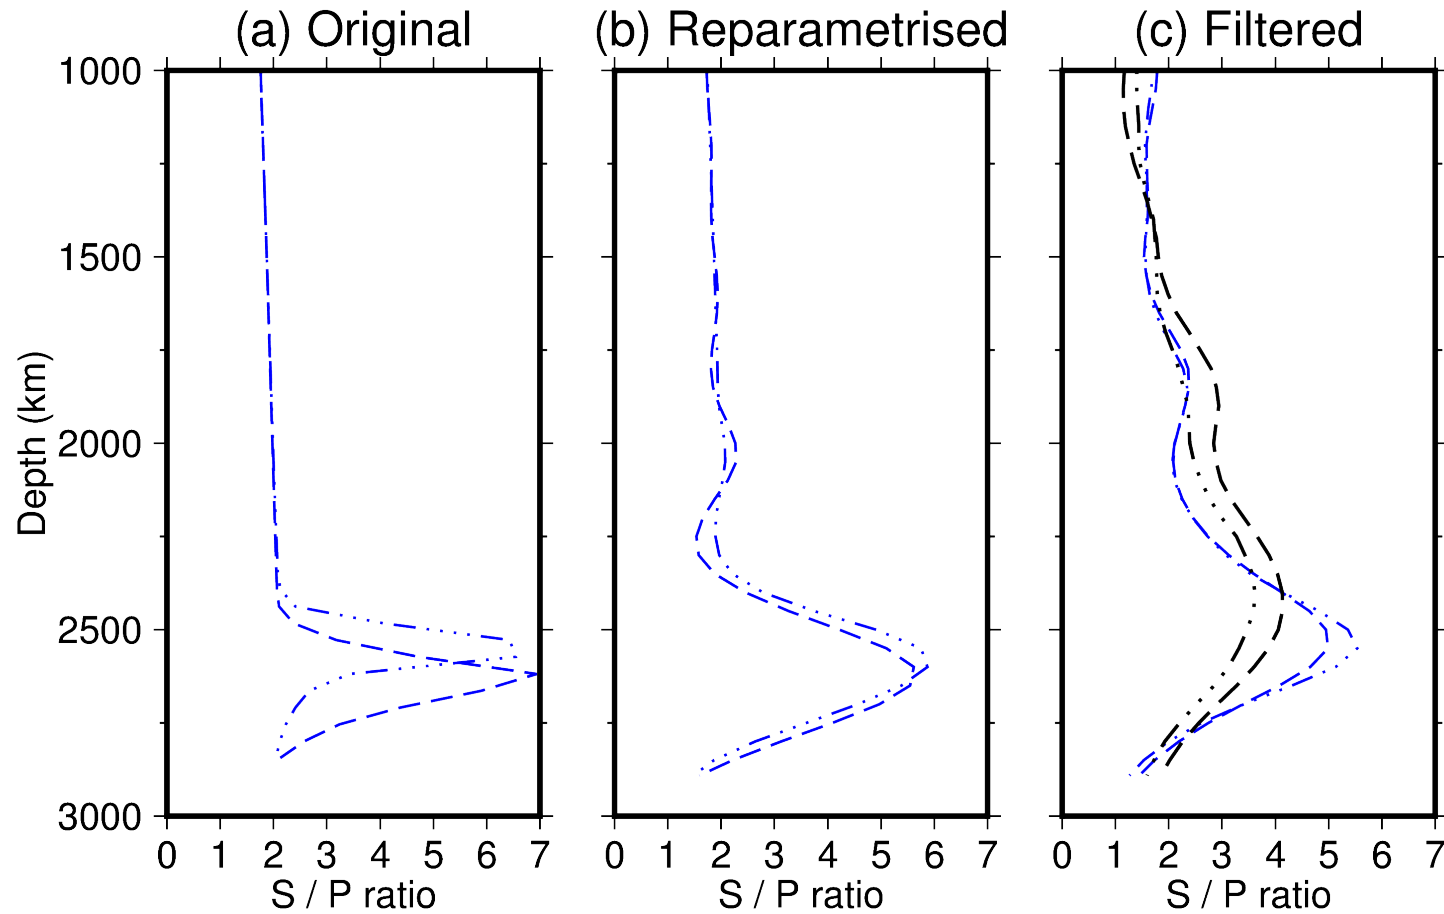 (a) Original
(b) Reparametrised
(c) Filtered
Depth (km)
1000
1500
2000
2500
3000
0 1 2 3 4 5 6 7
0 1 2 3 4 5 6 7
0 1 2 3 4 5 6 7
S / P ratio
S / P ratio
S / P ratio